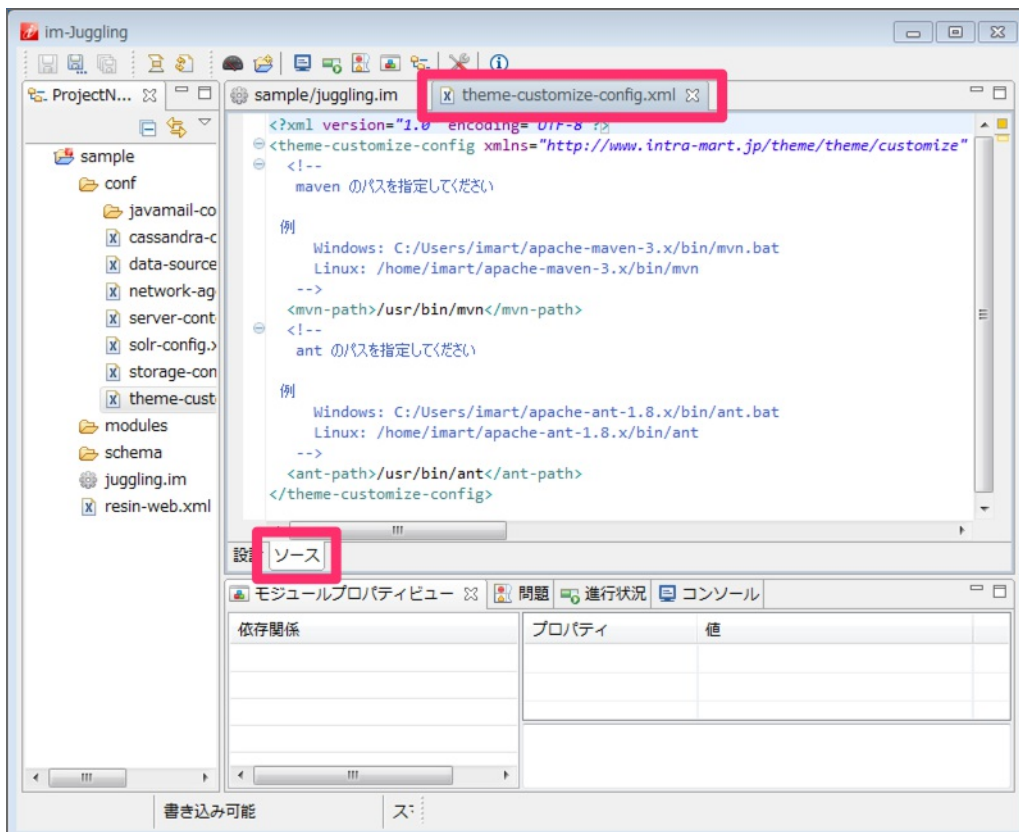 im-Juggling
ProjectN...
sample/juggling.im
theme-customize-config.xml
sample
conf
javamail-co
cassandra-c
data-source
network-ag
server-cont
solr-config.x
storage-con
theme-cust
modules
schema
juggling.im
resin-web.xml
<?xml version="1.0" encoding="UTF-8"?>
<theme-customize-config xmlns="http://www.intra-mart.jp/theme/theme/customize"
<!--
maven のパスを指定してください
例
Windows: C:/Users/imart/apache-maven-3.x/bin/mvn.bat
Linux: /home/imart/apache-maven-3.x/bin/mvn
-->
<mvn-path>/usr/bin/mvn</mvn-path>
<!--
ant のパスを指定してください
例
Windows: C:/Users/imart/apache-ant-1.8.x/bin/ant.bat
Linux: /home/imart/apache-ant-1.8.x/bin/ant
-->
<ant-path>/usr/bin/ant</ant-path>
</theme-customize-config>
ソース
モジュールプロパティビュー
問題
進行状況
コンソール
依存関係
プロパティ
値
書き込み可能